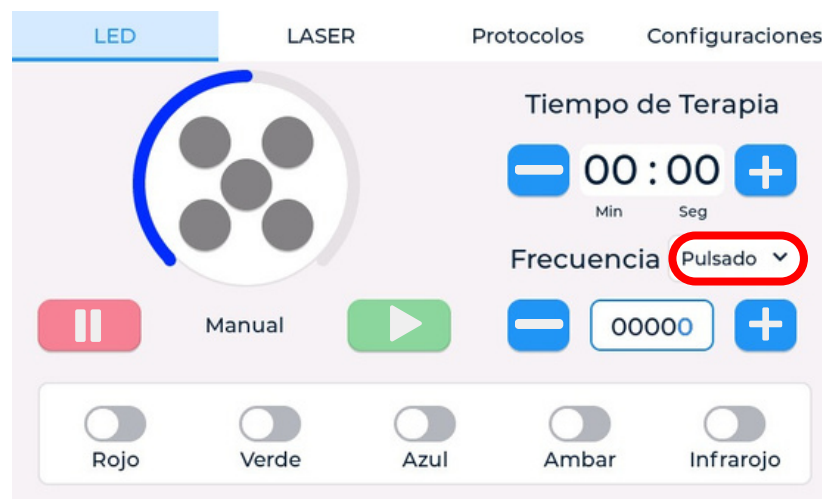 LED LASER Protocolos Configuraciones
Tiempo de Terapia
00 : 00
Min Seg
Frecuencia Pulsado
Manual
00000
Rojo Verde Azul Ambar Infrarojo